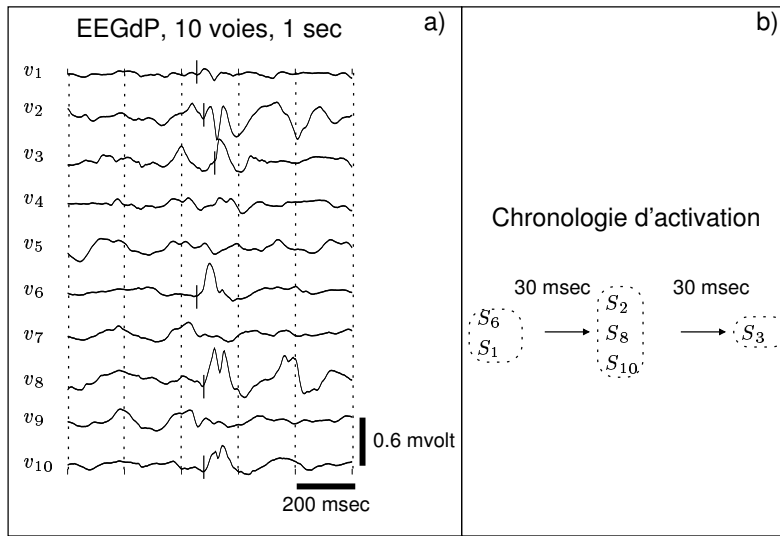 EEGdP, 10 voies, 1 sec
a)
v1
v2
v3
v4
v5
v6
v7
v8
v9
v10
0.6 mvolt
200 msec
b)
Chronologie d'activation
30 msec
30 msec
S6
S1
S2
S8
S10
S3